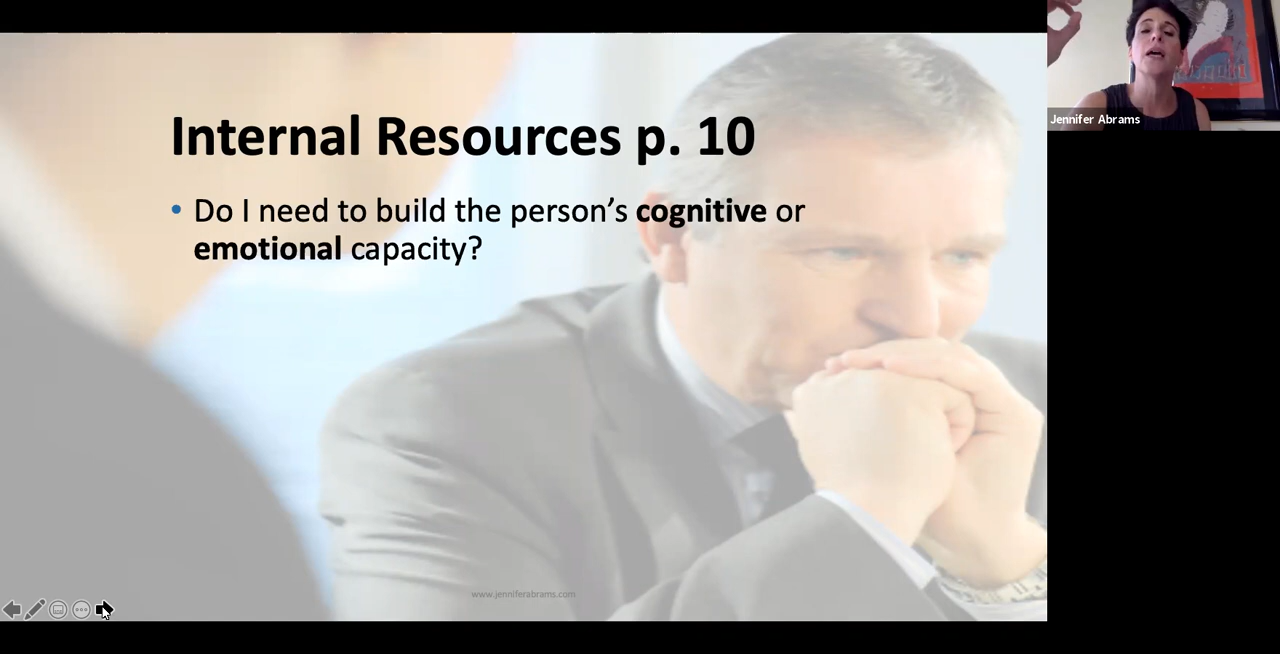 Internal Resources p. 10
• Do I need to build the person's cognitive or
emotional capacity?
www.jenniferabrams.com
Jennifer Abrams